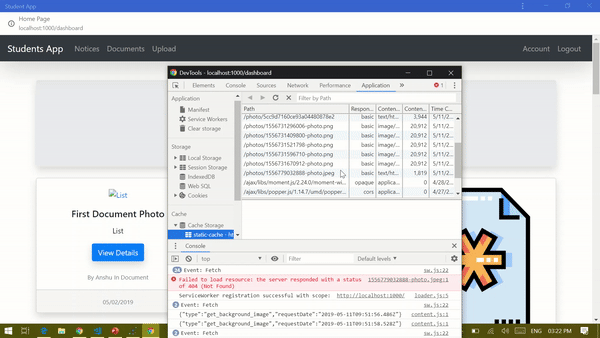 Student App
Home Page
localhost:1000/dashboard
Students App Notices Documents Upload Account Logout
DevTools - localhost:1000/dashboard
Elements Console Sources Network Performance Application » 1
Application
Manifest
Service Workers
Clear storage
Storage
Local Storage
Session Storage
IndexedDB
Web SQL
Cookies
Cache
Cache Storage
static-cache - ht
Filter by Path
Path Respon... Conten... Conten... Time C...
/photo/5cc9d7160ce93a04480878e2 basic text/ht... 3,944 5/11/2...
/photos/1556731296006-photo.png basic image/... 20,912 5/11/2...
/photos/1556731409800-photo.png basic image/... 20,912 5/11/2...
/photos/1556731521798-photo.png basic image/... 20,912 5/11/2...
/photos/1556731596710-photo.png basic image/... 20,912 5/11/2...
/photos/1556731670912-photo.png basic image/... 20,912 5/11/2...
/photos/1556779032888-photo.jpeg basic text/ht... 1,819 5/11/2...
/ajax/libs/moment.js/2.24.0/moment-wi... opaque applica... 0 4/28/2...
/ajax/libs/popper.js/1.14.7/umd/popper... cors applica... 0 4/27/2...
List
First Document Photo
List
View Details
By Anshu In Document
05/02/2019
Console
top Filter Default levels ▼
24 Event: Fetch sw.js:22
Failed to load resource: the server responded with a status 1556779032888-photo.jpeg:1
of 404 (Not Found)
ServiceWorker registration successful with scope: http://localhost:1000/ loader.js:5
2 Event: Fetch sw.js:22
{"type":"get_background_image","requestDate":"2019-05-11T09:51:56.486Z"} content.js:1
{"type":"get_background_image","requestDate":"2019-05-11T09:51:58.528Z"} content.js:1
2 Event: Fetch sw.js:22
ENG 03:22 PM